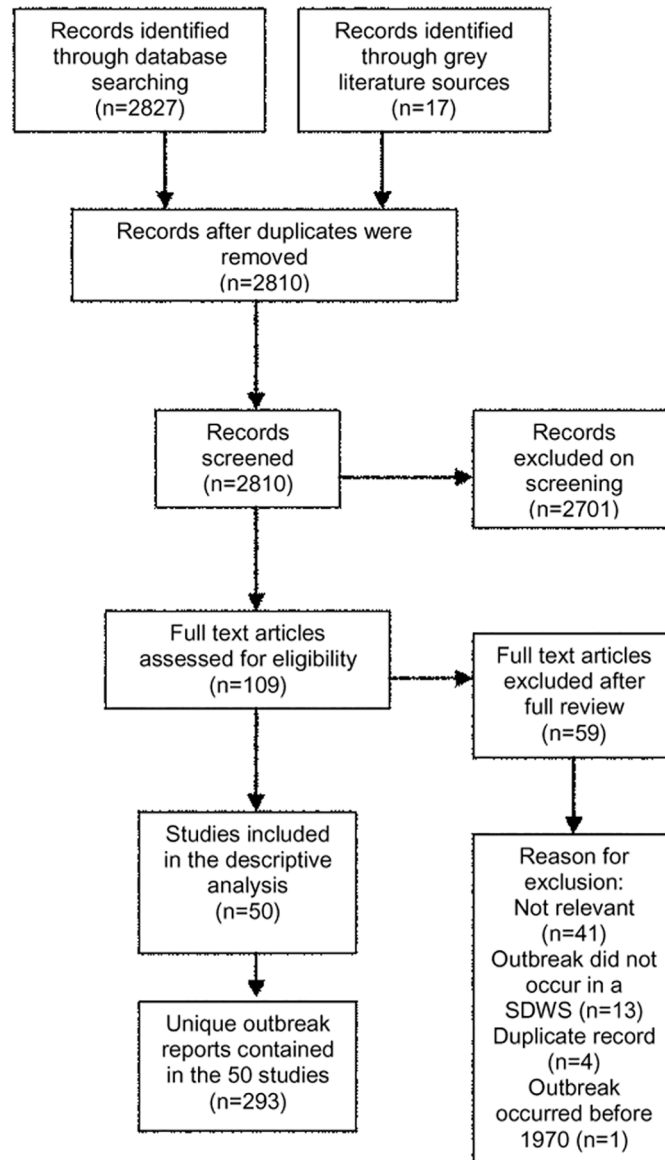 Records identified
through database
searching
(n=2827)
Records identified
through grey
literature sources
(n=17)
Records after duplicates were
removed
(n=2810)
Records
screened
(n=2810)
Records
excluded on
screening
(n=2701)
Full text articles
assessed for eligibility
(n=109)
Full text articles
excluded after
full review
(n=59)
Studies included
in the descriptive
analysis
(n=50)
Reason for
exclusion:
Not relevant
(n=41)
Outbreak did not
occur in a
SDWS (n=13)
Duplicate record
(n=4)
Outbreak
occurred before
1970 (n=1)
Unique outbreak
reports contained
in the 50 studies
(n=293)